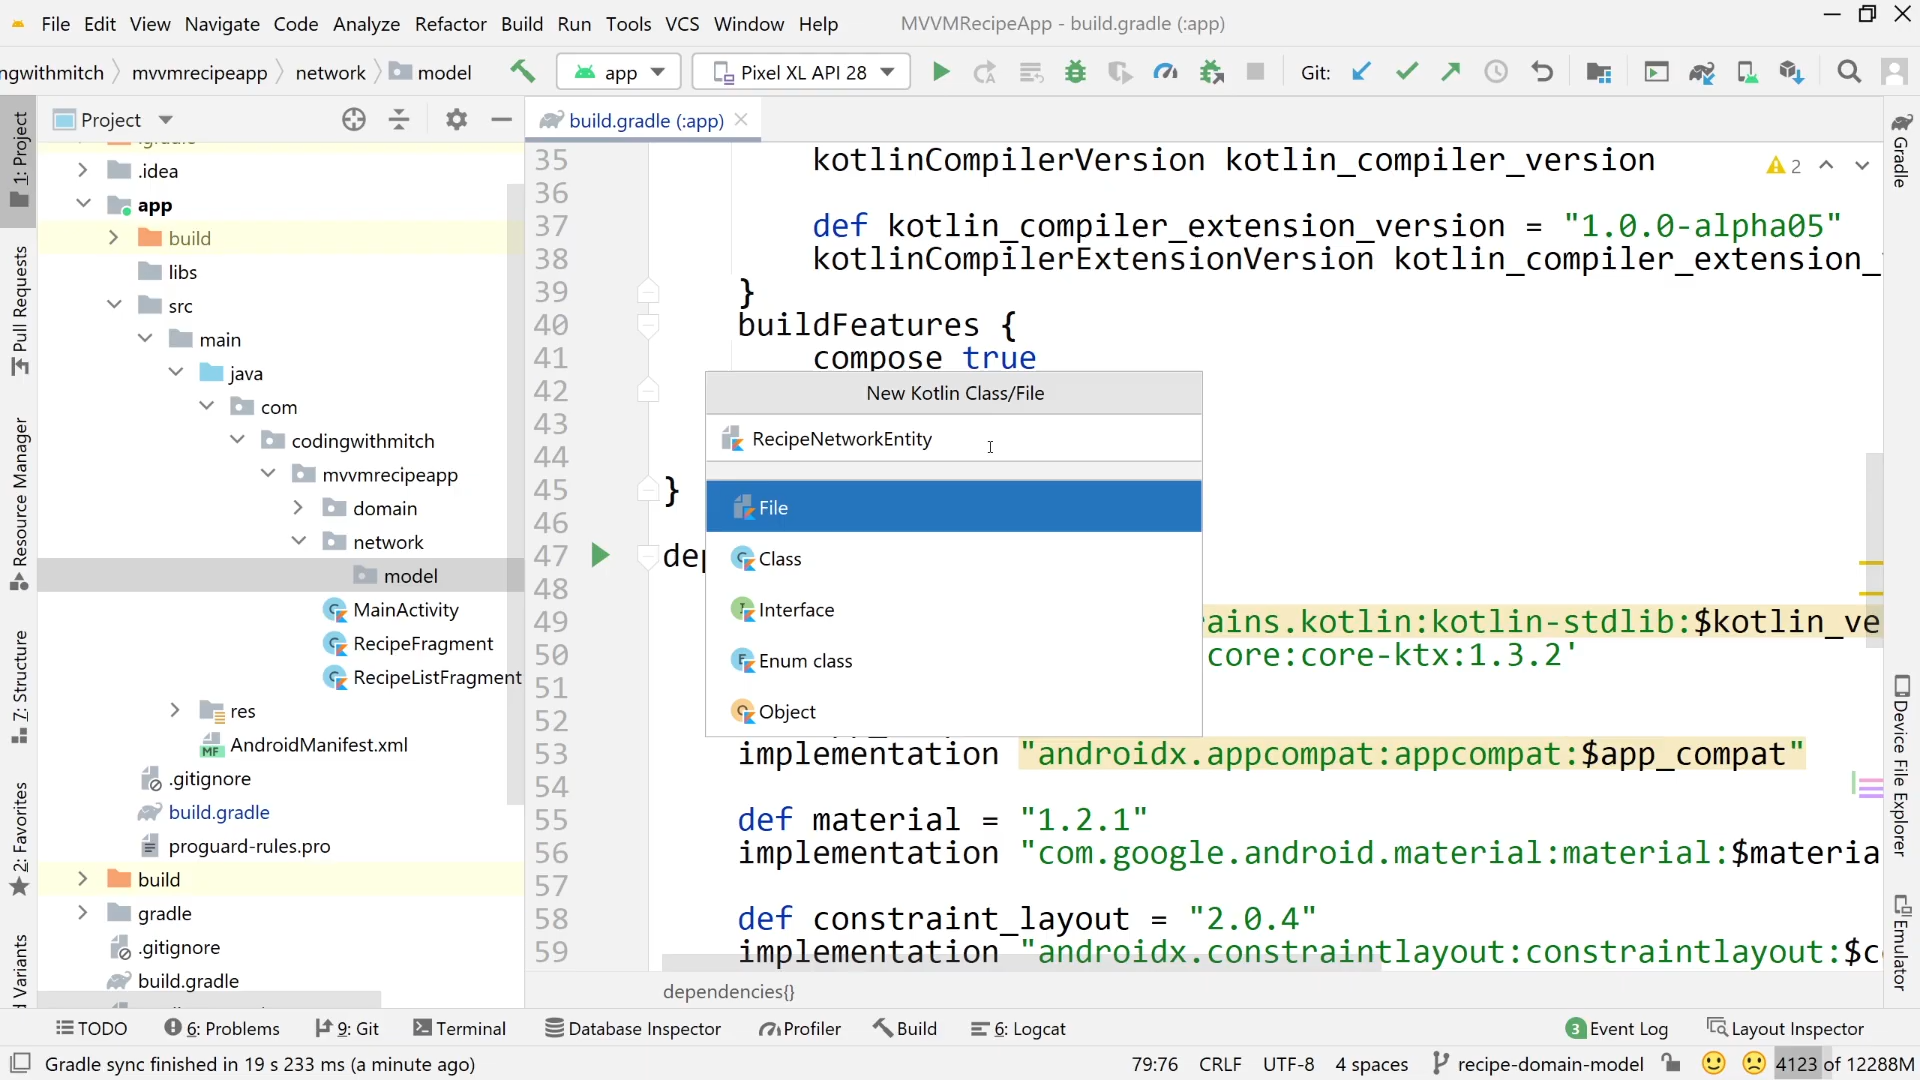 File Edit View Navigate Code Analyze Refactor Build Run Tools VCS Window Help MVVMRecipeApp - build.gradle (:app)
ngwithmitch mvvmrecipeapp network model app Pixel XL API 28 Git:
Project
build.gradle (:app)
1: Project
Pull Requests
Resource Manager
7: Structure
2: Favorites
d Variants
.idea
app
build
libs
src
main
java
com
codingwithmitch
mvvmrecipeapp
domain
network
model
MainActivity
RecipeFragment
RecipeListFragment
res
AndroidManifest.xml
.gitignore
build.gradle
proguard-rules.pro
build
gradle
.gitignore
build.gradle
35 kotlinCompilerVersion kotlin_compiler_version
36
37 def kotlin_compiler_extension_version = "1.0.0-alpha05"
38 kotlinCompilerExtensionVersion kotlin_compiler_extension_
39 }
40 buildFeatures {
41 compose true
42
43
44
45 }
46
47 dep
48
49 ains.kotlin:kotlin-stdlib:$kotlin_ve
50 core:core-ktx:1.3.2'
51
52
53 implementation "androidx.appcompat:appcompat:$app_compat"
54
55 def material = "1.2.1"
56 implementation "com.google.android.material:material:$materia
57
58 def constraint_layout = "2.0.4"
59 implementation "androidx.constraintlayout:constraintlayout:$c
2
New Kotlin Class/File
RecipeNetworkEntity
File
Class
Interface
Enum class
Object
dependencies{}
Gradle
Device File Explorer
Emulator
TODO 6: Problems 9: Git Terminal Database Inspector Profiler Build 6: Logcat 3 Event Log Layout Inspector
Gradle sync finished in 19 s 233 ms (a minute ago) 79:76 CRLF UTF-8 4 spaces recipe-domain-model 4123 of 12288M